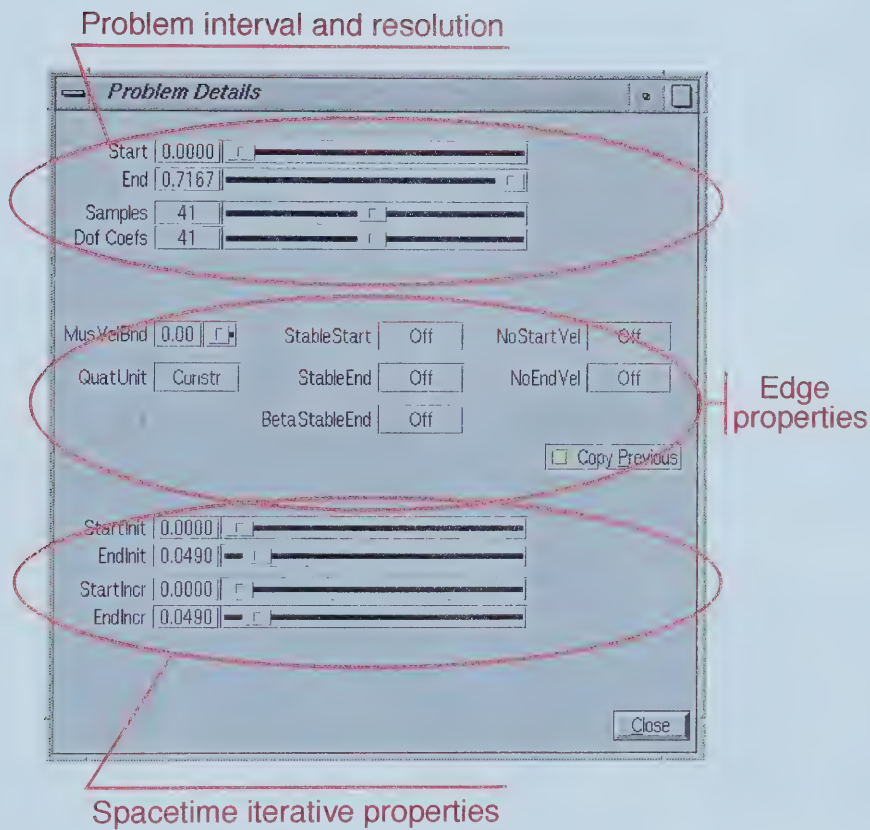 Problem interval and resolution
Problem Details
Start 0.0000
End 0.7167
Samples 41
Dof Coefs 41
MusVelBnd 0.00 StableStart Off NoStartVel Off
QuatUnit Constr StableEnd Off NoEndVel Off
BetaStableEnd Off
Copy Previous
Edge
properties
StartInit 0.0000
EndInit 0.0490
StartIncr 0.0000
EndIncr 0.0490
Close
Spacetime iterative properties